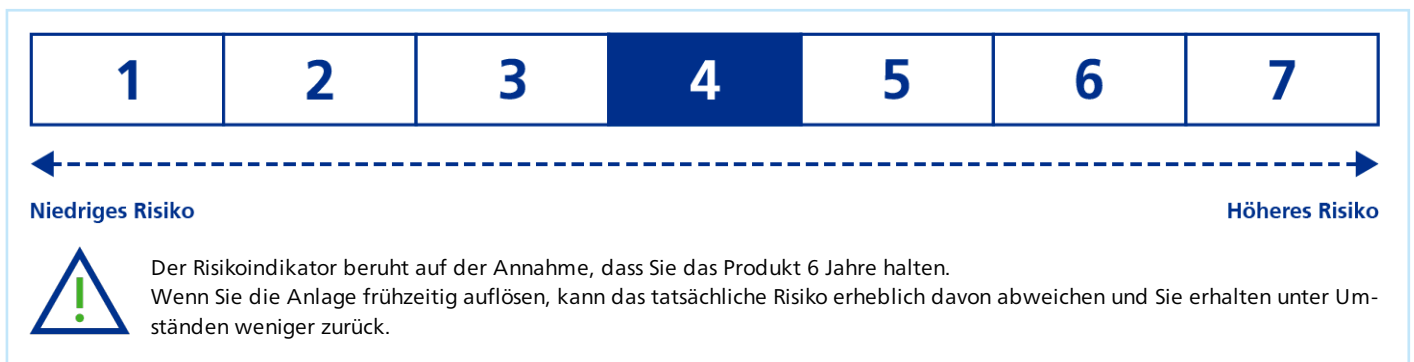 1 2 3 4 5 6 7
Niedriges Risiko Höheres Risiko
Der Risikoindikator beruht auf der Annahme, dass Sie das Produkt 6 Jahre halten.
Wenn Sie die Anlage frühzeitig auflösen, kann das tatsächliche Risiko erheblich davon abweichen und Sie erhalten unter Um-
ständen weniger zurück.